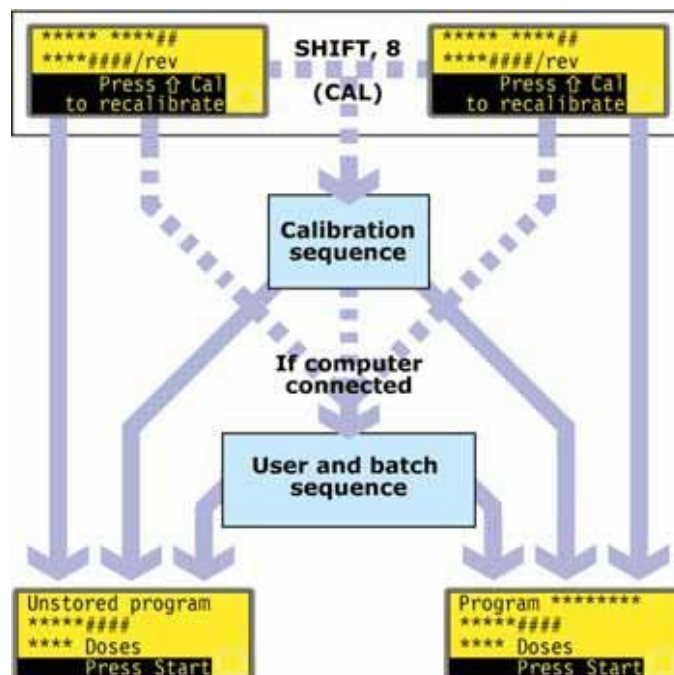 ***** ****##
****####/rev
Press ⇧ Cal
to recalibrate
SHIFT, 8
(CAL)
***** ****##
****####/rev
Press ⇧ Cal
to recalibrate
Calibration
sequence
If computer
connected
User and batch
sequence
Unstored program
*****####
**** Doses
Press Start
Program ********
*****####
**** Doses
Press Start